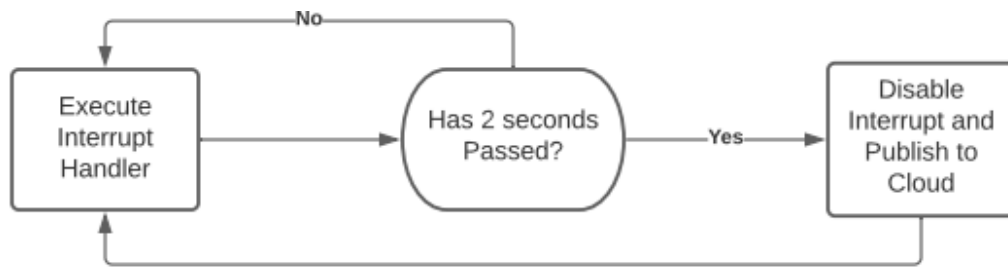 No
Execute
Interrupt
Handler
Has 2 seconds
Passed?
Yes
Disable
Interrupt and
Publish to
Cloud